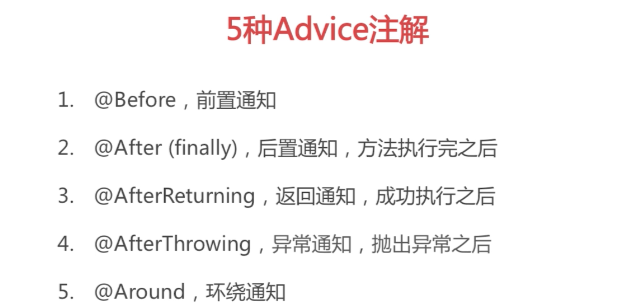 5种Advice注解
1. @Before，前置通知
2. @After (finally)，后置通知，方法执行完之后
3. @AfterReturning，返回通知，成功执行之后
4. @AfterThrowing，异常通知，抛出异常之后
5. @Around，环绕通知